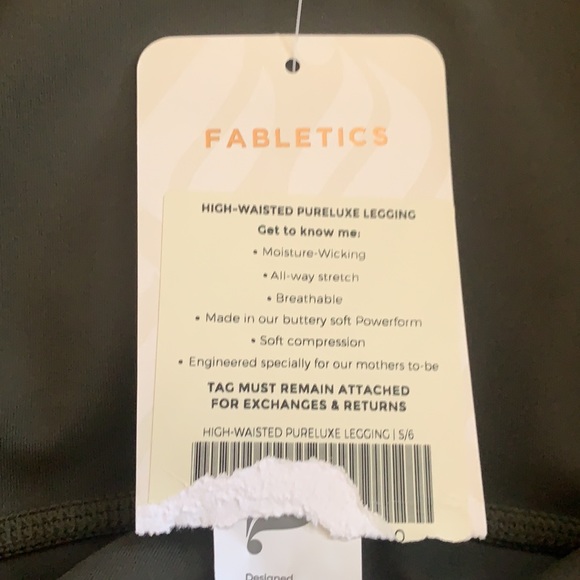 FABLETICS
HIGH-WAISTED PURELUXE LEGGING
Get to know me:
• Moisture-Wicking
• All-way stretch
• Breathable
• Made in our buttery soft Powerform
• Soft compression
• Engineered specially for our mothers to-be
TAG MUST REMAIN ATTACHED
FOR EXCHANGES & RETURNS
HIGH-WAISTED PURELUXE LEGGING | S/6
Designed